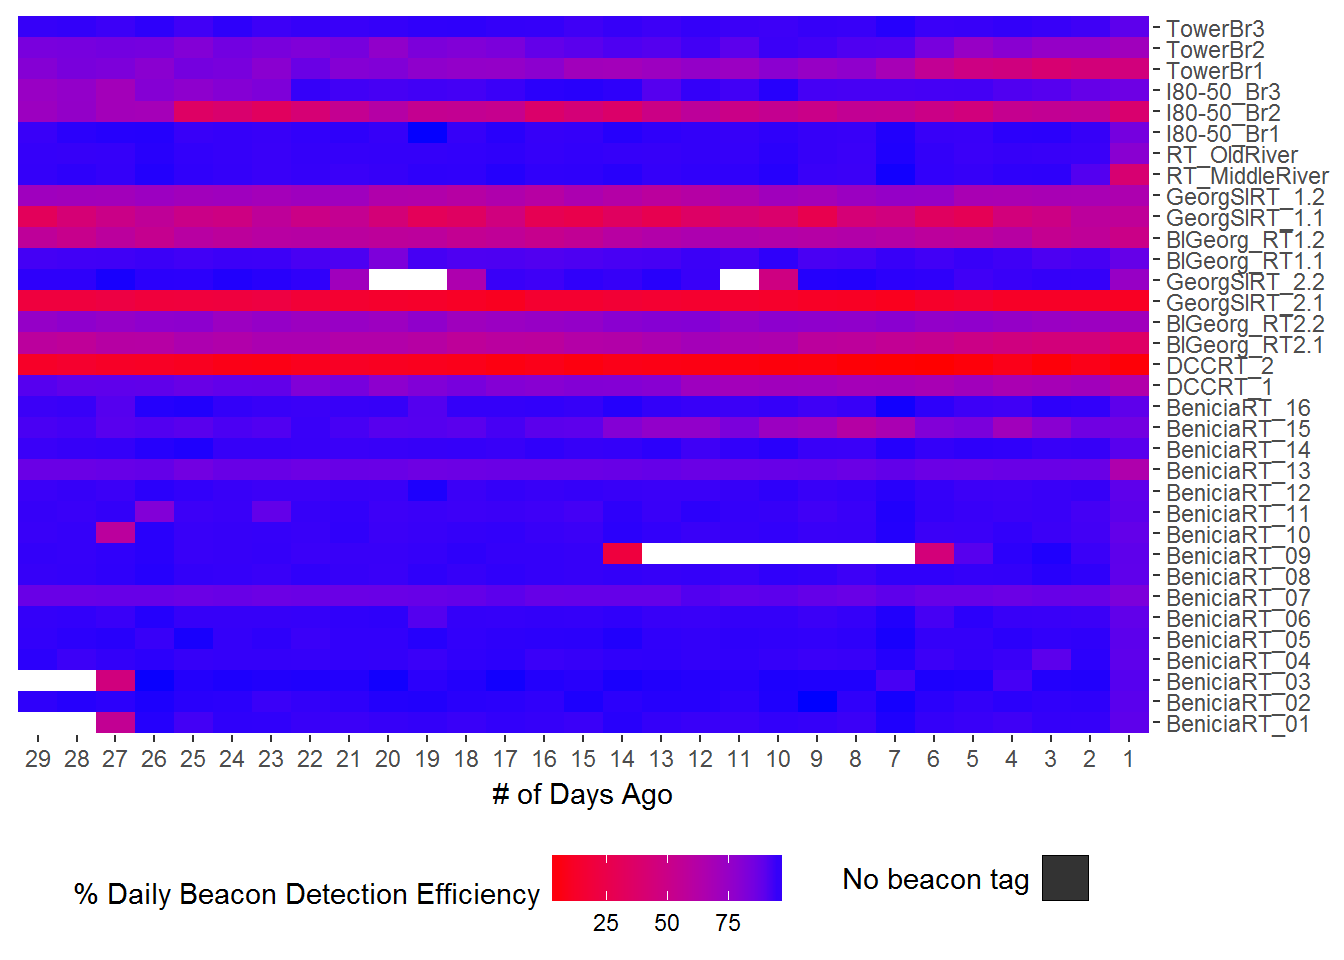 TowerBr3
TowerBr2
TowerBr1
I80-50_Br3
I80-50_Br2
I80-50_Br1
RT_OldRiver
RT_MiddleRiver
GeorgSlRT_1.2
GeorgSlRT_1.1
BlGeorg_RT1.2
BlGeorg_RT1.1
GeorgSlRT_2.2
GeorgSlRT_2.1
BlGeorg_RT2.2
BlGeorg_RT2.1
DCCRT_2
DCCRT_1
BeniciaRT_16
BeniciaRT_15
BeniciaRT_14
BeniciaRT_13
BeniciaRT_12
BeniciaRT_11
BeniciaRT_10
BeniciaRT_09
BeniciaRT_08
BeniciaRT_07
BeniciaRT_06
BeniciaRT_05
BeniciaRT_04
BeniciaRT_03
BeniciaRT_02
BeniciaRT_01
29 28 27 26 25 24 23 22 21 20 19 18 17 16 15 14 13 12 11 10 9 8 7 6 5 4 3 2 1
# of Days Ago
% Daily Beacon Detection Efficiency
25 50 75
No beacon tag